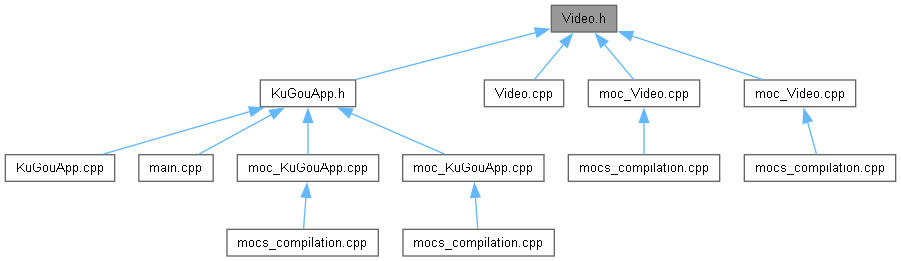 Video.h
KuGouApp.h
Video.cpp
moc_Video.cpp
moc_Video.cpp
KuGouApp.cpp
main.cpp
moc_KuGouApp.cpp
moc_KuGouApp.cpp
mocs_compilation.cpp
mocs_compilation.cpp
mocs_compilation.cpp
mocs_compilation.cpp